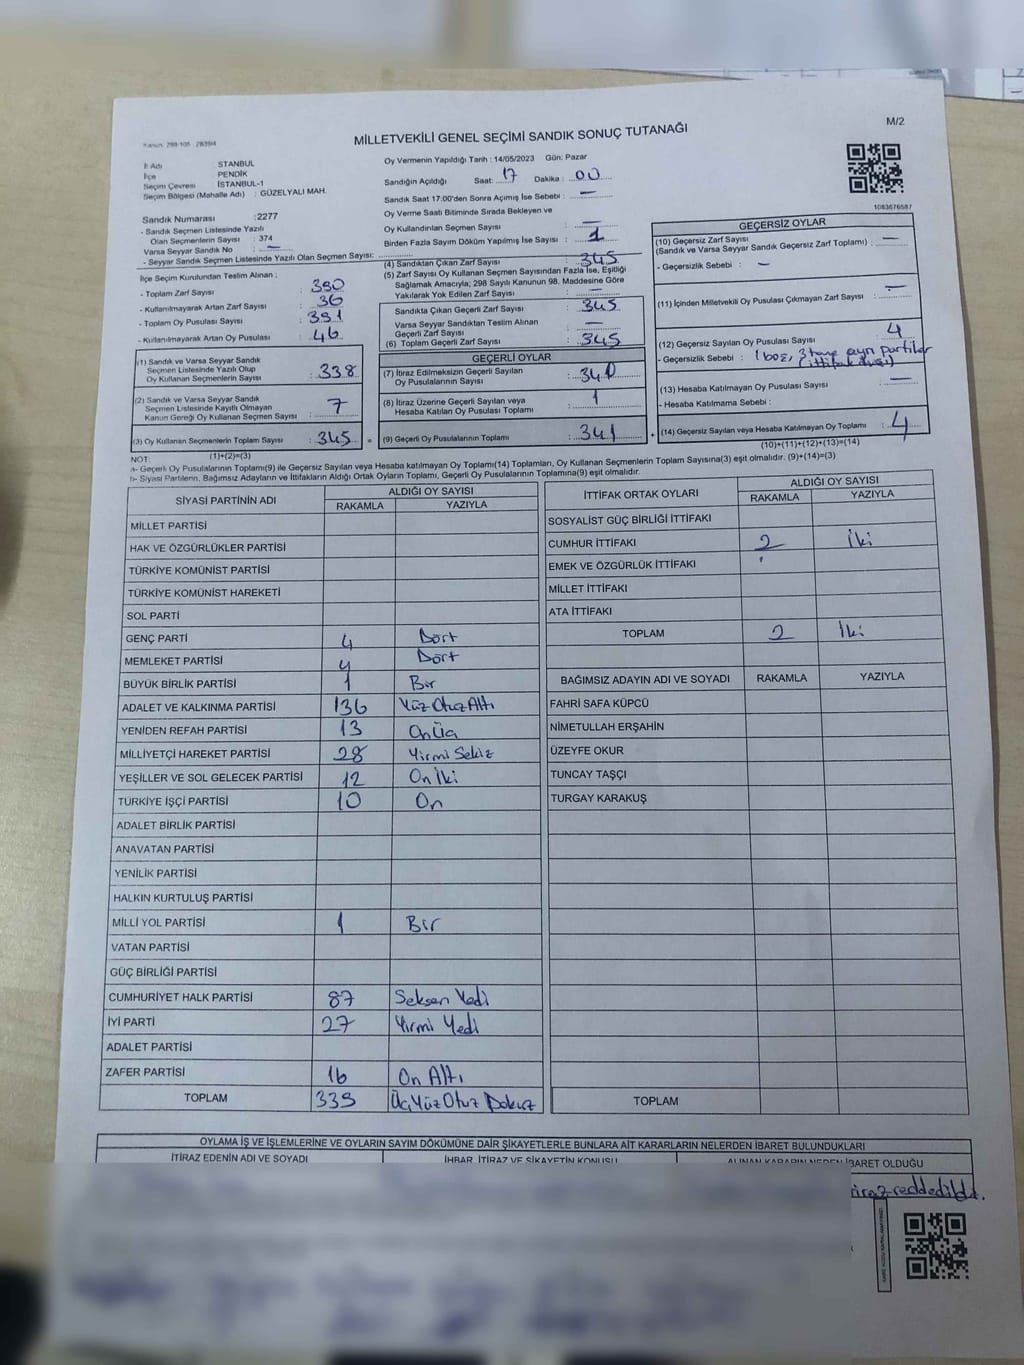 M/2
MİLLETVEKİLİ GENEL SEÇİMİ SANDIK SONUÇ TUTANAĞI
İl Adı STANBUL
İlçe PENDİK
Seçim Çevresi İSTANBUL-1
Seçim Bölgesi (Mahalle Adı) : GÜZELYALI MAH.
Sandık Numarası :2277
- Sandık Seçmen Listesinde Yazılı
Olan Seçmenlerin Sayısı : 374
Varsa Seyyar Sandık No : —
- Seyyar Sandık Seçmen Listesinde Yazılı Olan Seçmen Sayısı:
Oy Vermenin Yapıldığı Tarih : 14/05/2023 Gün: Pazar
Sandığın Açıldığı Saat: 17 Dakika: 00
Sandık Saat 17:00'den Sonra Açımış İse Sebebi : —
Oy Verme Saati Bitiminde Sırada Bekleyen ve
Oy Kullandırılan Seçmen Sayısı : —
Birden Fazla Sayım Döküm Yapılmış İse Sayısı : 1
1083676587
İlçe Seçim Kurulundan Teslim Alınan ;
- Toplam Zarf Sayısı : 380
- Kullanılmayarak Artan Zarf Sayısı : 36
- Toplam Oy Pusulası Sayısı : 391
- Kullanılmayarak Artan Oy Pusulası : 46
(1) Sandık ve Varsa Seyyar Sandık
Seçmen Listesinde Yazılı Olup
Oy Kullanan Seçmenlerin Sayısı : 338
(2) Sandık ve Varsa Seyyar Sandık
Seçmen Listesinde Kayıtlı Olmayan
Kanun Gereği Oy Kullanan Seçmen Sayısı : 7
(3) Oy Kullanan Seçmenlerin Toplam Sayısı : 345 =
(1)+(2)=(3)
(4) Sandıktan Çıkan Zarf Sayısı : 345
(5) Zarf Sayısı Oy Kullanan Seçmen Sayısından Fazla İse, Eşitliği
Sağlamak Amacıyla; 298 Sayılı Kanunun 98. Maddesine Göre
Yakılarak Yok Edilen Zarf Sayısı : —
Sandıkta Çıkan Geçerli Zarf Sayısı : 345
Varsa Seyyar Sandıktan Teslim Alınan
Geçerli Zarf Sayısı : —
(6) Toplam Geçerli Zarf Sayısı : 345
GEÇERLİ OYLAR
(7) İtiraz Edilmeksizin Geçerli Sayılan
Oy Pusulalarının Sayısı : 340
(8) İtiraz Üzerine Geçerli Sayılan veya
Hesaba Katılan Oy Pusulası Toplamı : 1
(9) Geçerli Oy Pusulalarının Toplamı : 341 +
GEÇERSİZ OYLAR
(10) Geçersiz Zarf Sayısı : —
(Sandık ve Varsa Seyyar Sandık Geçersiz Zarf Toplamı)
- Geçersizlik Sebebi : —
(11) İçinden Milletvekili Oy Pusulası Çıkmayan Zarf Sayısı : —
(12) Geçersiz Sayılan Oy Pusulası Sayısı : 4
- Geçersizlik Sebebi : 1 boş, 3 tane ayrı partiler
(13) Hesaba Katılmayan Oy Pusulası Sayısı : —
- Hesaba Katılmama Sebebi :
(14) Geçersiz Sayılan veya Hesaba Katılmayan Oy Toplamı : 4
(10)+(11)+(12)+(13)=(14)
NOT:
a- Geçerli Oy Pusulalarının Toplamı(9) ile Geçersiz Sayılan veya Hesaba katılmayan Oy Toplamı(14) Toplamları, Oy Kullanan Seçmenlerin Toplam Sayısına(3) eşit olmalıdır. (9)+(14)=(3)
b- Siyasi Partilerin, Bağımsız Adayların ve İttifakların Aldığı Ortak Oyların Toplamı, Geçerli Oy Pusulalarının Toplamına(9) eşit olmalıdır.
SİYASİ PARTİNİN ADI ALDIĞI OY SAYISI
RAKAMLA YAZIYLA
MİLLET PARTİSİ
HAK VE ÖZGÜRLÜKLER PARTİSİ
TÜRKİYE KOMÜNİST PARTİSİ
TÜRKİYE KOMÜNİST HAREKETİ
SOL PARTİ
GENÇ PARTİ 4 Dört
MEMLEKET PARTİSİ 4 Dört
BÜYÜK BİRLİK PARTİSİ 1 Bir
ADALET VE KALKINMA PARTİSİ 136 Yüz Otuz Altı
YENİDEN REFAH PARTİSİ 13 On Üç
MİLLİYETÇİ HAREKET PARTİSİ 28 Yirmi Sekiz
YEŞİLLER VE SOL GELECEK PARTİSİ 12 On İki
TÜRKİYE İŞÇİ PARTİSİ 10 On
ADALET BİRLİK PARTİSİ
ANAVATAN PARTİSİ
YENİLİK PARTİSİ
HALKIN KURTULUŞ PARTİSİ
MİLLİ YOL PARTİSİ 1 Bir
VATAN PARTİSİ
GÜÇ BİRLİĞİ PARTİSİ
CUMHURİYET HALK PARTİSİ 87 Seksen Yedi
İYİ PARTİ 27 Yirmi Yedi
ADALET PARTİSİ
ZAFER PARTİSİ 16 On Altı
TOPLAM 339 Üç Yüz Otuz Dokuz
İTTİFAK ORTAK OYLARI ALDIĞI OY SAYISI
RAKAMLA YAZIYLA
SOSYALİST GÜÇ BİRLİĞİ İTTİFAKI
CUMHUR İTTİFAKI 2 İki
EMEK VE ÖZGÜRLÜK İTTİFAKI
MİLLET İTTİFAKI
ATA İTTİFAKI
TOPLAM 2 İki
BAĞIMSIZ ADAYIN ADI VE SOYADI RAKAMLA YAZIYLA
FAHRİ SAFA KÜPCÜ
NİMETULLAH ERŞAHİN
ÜZEYFE OKUR
TUNCAY TAŞÇI
TURGAY KARAKUŞ
TOPLAM
OYLAMA İŞ VE İŞLEMLERİNE VE OYLARIN SAYIM DÖKÜMÜNE DAİR ŞİKAYETLERLE BUNLARA AİT KARARLARIN NELERDEN İBARET BULUNDUKLARI
İTİRAZ EDENİN ADI VE SOYADI İHBAR, İTİRAZ VE ŞİKAYETİN KONUSU ALINAN KARARIN NEDEN İBARET OLDUĞU
reddedildi.